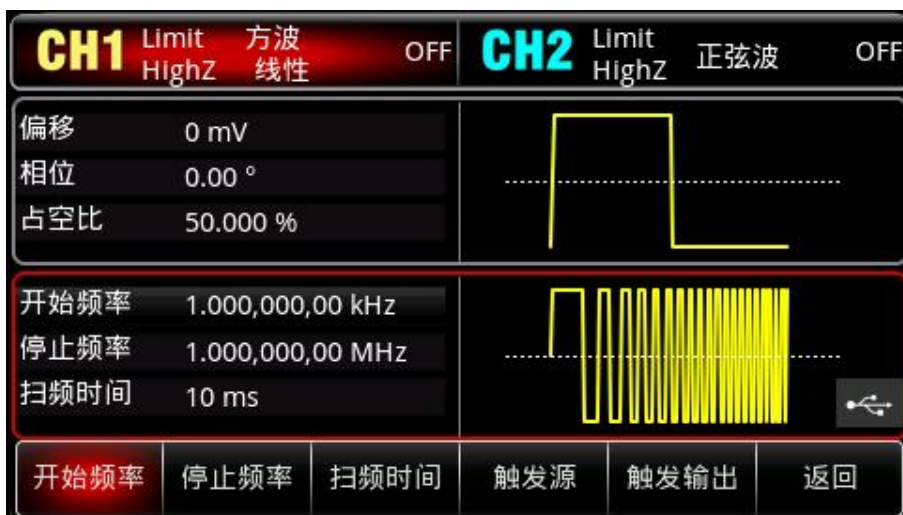 CH1 Limit 方波 OFF CH2 Limit 正弦波 OFF
HighZ 线性 HighZ
偏移 0 mV
相位 0.00 °
占空比 50.000 %
开始频率 1.000,000,00 kHz
停止频率 1.000,000,00 MHz
扫频时间 10 ms
开始频率 停止频率 扫频时间 触发源 触发输出 返回